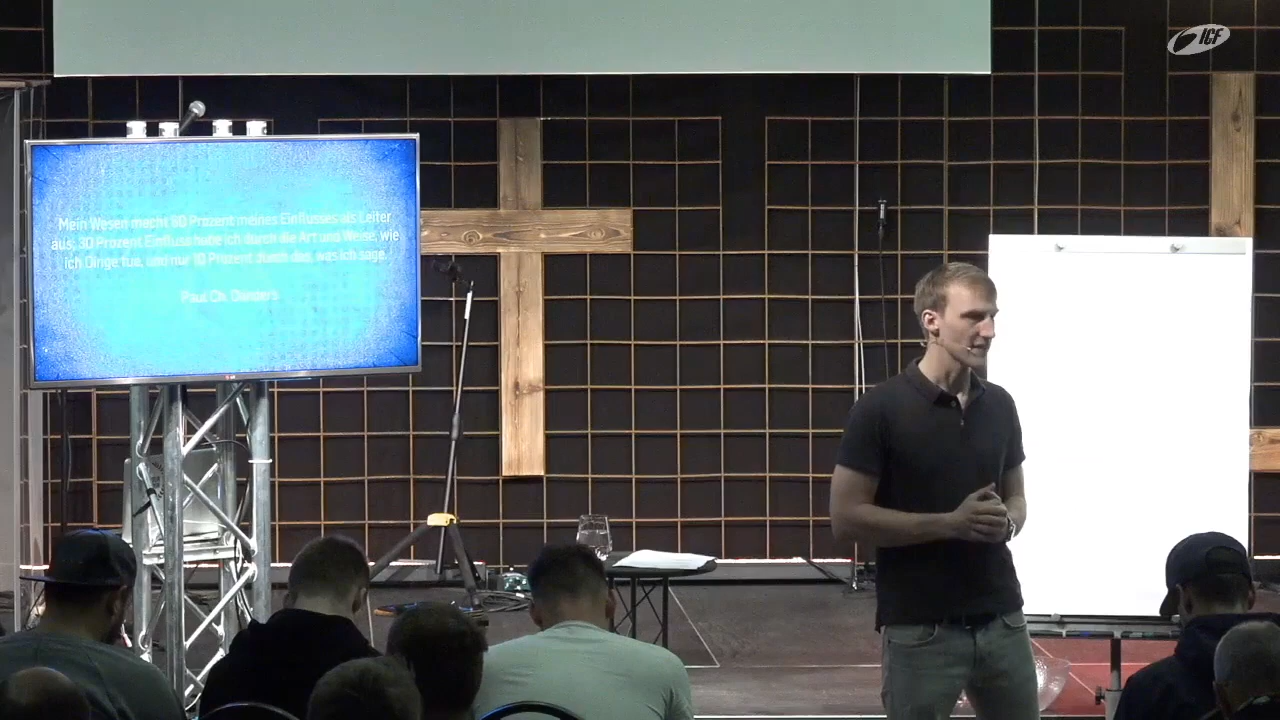 Mein Wesen macht 60 Prozent meines Einflusses als Leiter
aus; 30 Prozent Einfluss habe ich durch die Art und Weise, wie
ich Dinge tue, und nur 10 Prozent durch das, was ich sage.
Paul Ch. Donders
ICF